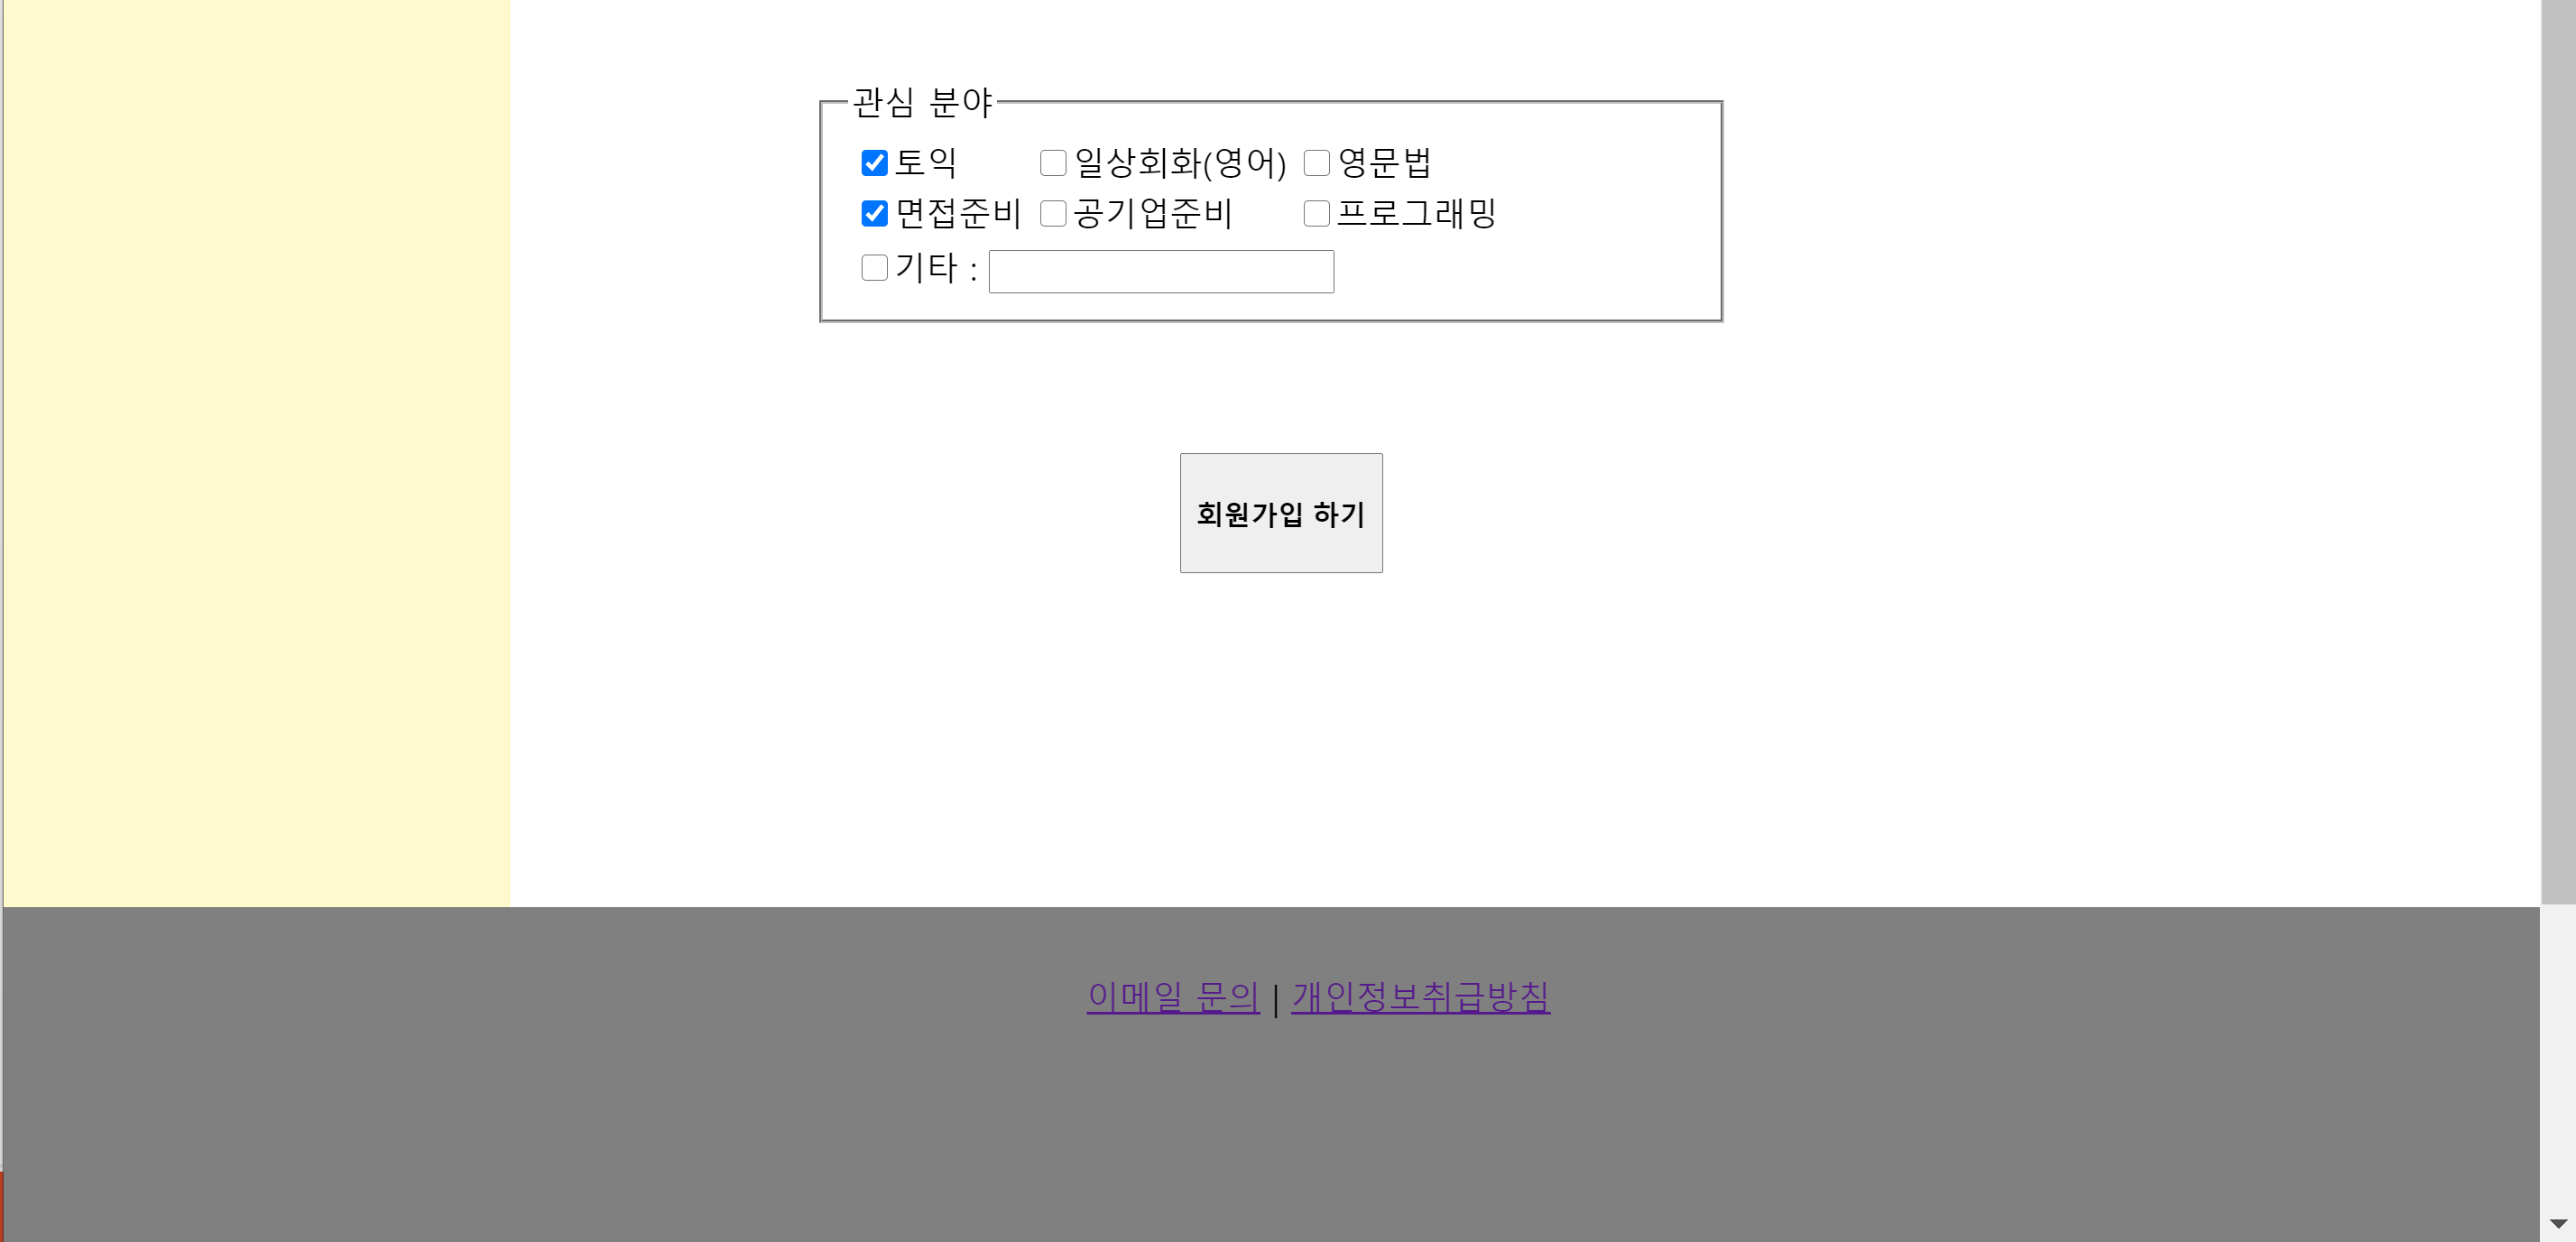 관심 분야
토익 일상회화(영어) 영문법
면접준비 공기업준비 프로그래밍
기타 :
회원가입 하기
이메일 문의 | 개인정보취급방침